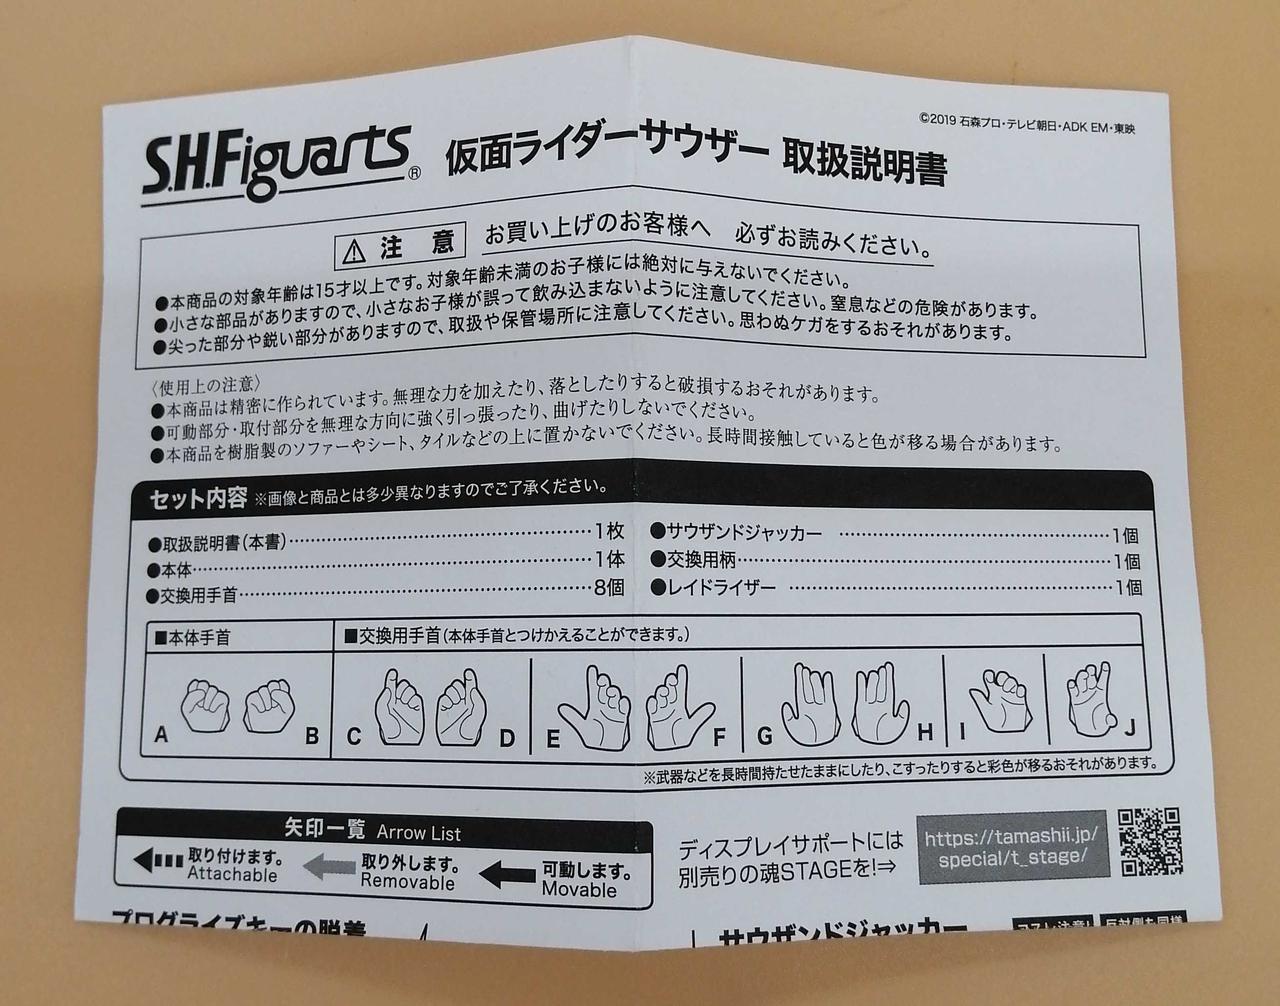 S.H.Figuarts® 仮面ライダーサウザー 取扱説明書
©2019 石森プロ・テレビ朝日・ADK EM・東映
⚠ 注 意 お買い上げのお客様へ 必ずお読みください。
●本商品の対象年齢は15才以上です。対象年齢未満のお子様には絶対に与えないでください。
●小さな部品がありますので、小さなお子様が誤って飲み込まないように注意してください。窒息などの危険があります。
●尖った部分や鋭い部分がありますので、取扱や保管場所に注意してください。思わぬケガをするおそれがあります。
〈使用上の注意〉
●本商品は精密に作られています。無理な力を加えたり、落としたりすると破損するおそれがあります。
●可動部分・取付部分を無理な方向に強く引っ張ったり、曲げたりしないでください。
●本商品を樹脂製のソファーやシート、タイルなどの上に置かないでください。長時間接触していると色が移る場合があります。
セット内容 ※画像と商品とは多少異なりますのでご了承ください。
●取扱説明書(本書)………………1枚
●本体………………1体
●交換用手首………………8個
●サウザンドジャッカー………………1個
●交換用柄………………1個
●レイドライザー………………1個
■本体手首
■交換用手首(本体手首とつけかえることができます。)
A B C D E F G H I J
※武器などを長時間持たせたままにしたり、こすったりすると彩色が移るおそれがあります。
矢印一覧 Arrow List
取り付けます。
Attachable
取り外します。
Removable
可動します。
Movable
ディスプレイサポートには
別売りの魂STAGEを!⇒
https://tamashii.jp/
special/t_stage/
プログライズキーの脱着
サウザンドジャッカー
反対側も同様